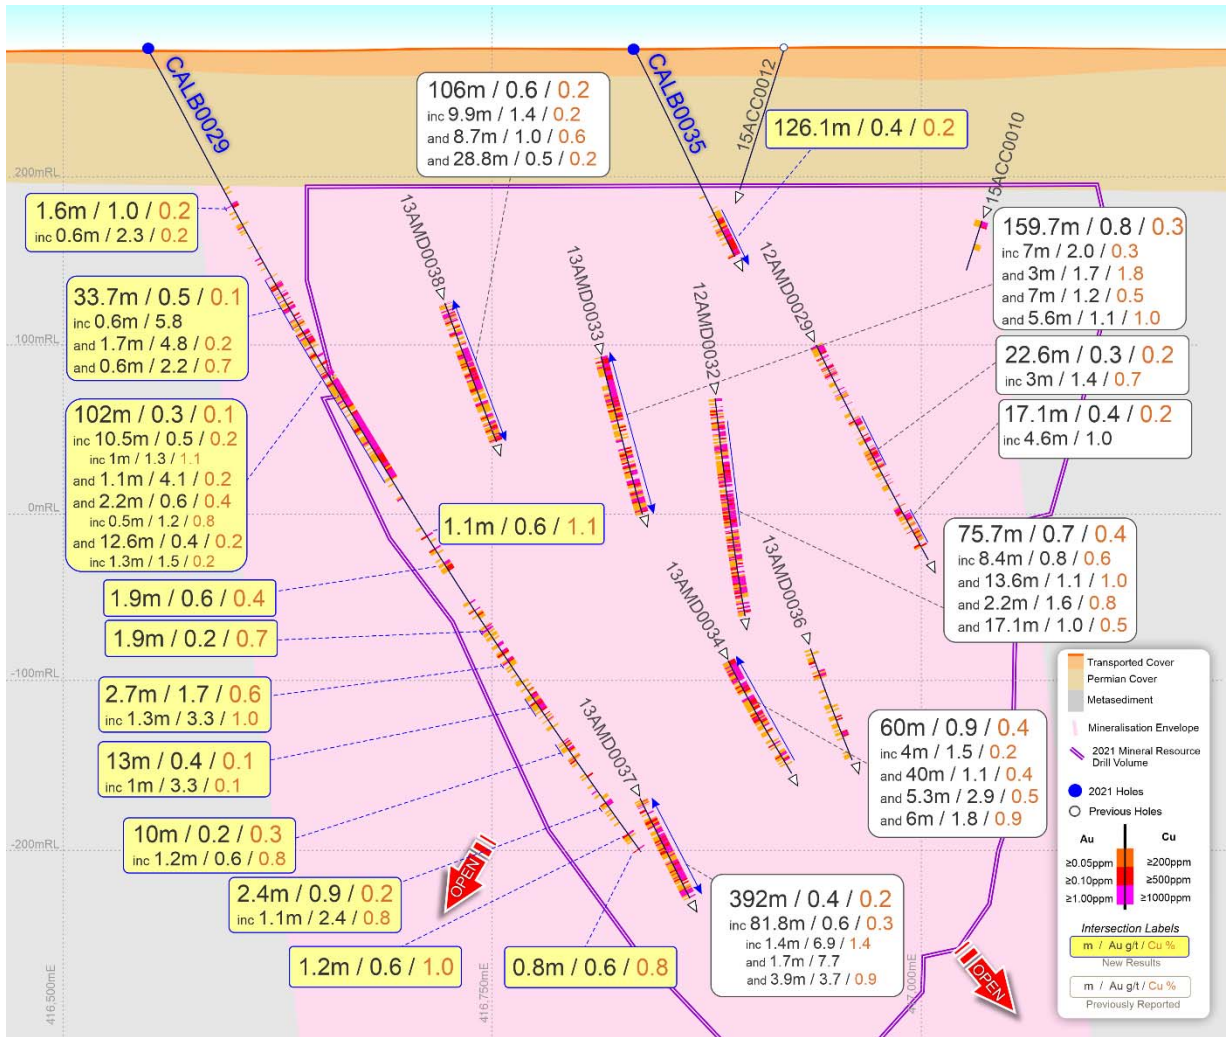 CALB0029
CALB0035
15ACC0012
15ACC0010
106m / 0.6 / 0.2
inc 9.9m / 1.4 / 0.2
and 8.7m / 1.0 / 0.6
and 28.8m / 0.5 / 0.2
126.1m / 0.4 / 0.2
200mRL
1.6m / 1.0 / 0.2
inc 0.6m / 2.3 / 0.2
13AMD0038
13AMD0033
12AMD0032
12AMD0029
159.7m / 0.8 / 0.3
inc 7m / 2.0 / 0.3
and 3m / 1.7 / 1.8
and 7m / 1.2 / 0.5
and 5.6m / 1.1 / 1.0
33.7m / 0.5 / 0.1
inc 0.6m / 5.8
and 1.7m / 4.8 / 0.2
and 0.6m / 2.2 / 0.7
100mRL
22.6m / 0.3 / 0.2
inc 3m / 1.4 / 0.7
17.1m / 0.4 / 0.2
inc 4.6m / 1.0
102m / 0.3 / 0.1
inc 10.5m / 0.5 / 0.2
inc 1m / 1.3 / 1.1
and 1.1m / 4.1 / 0.2
and 2.2m / 0.6 / 0.4
inc 0.5m / 1.2 / 0.8
and 12.6m / 0.4 / 0.2
inc 1.3m / 1.5 / 0.2
0mRL
1.1m / 0.6 / 1.1
75.7m / 0.7 / 0.4
inc 8.4m / 0.8 / 0.6
and 13.6m / 1.1 / 1.0
and 2.2m / 1.6 / 0.8
and 17.1m / 1.0 / 0.5
1.9m / 0.6 / 0.4
1.9m / 0.2 / 0.7
13AMD0034
13AMD0036
-100mRL
2.7m / 1.7 / 0.6
inc 1.3m / 3.3 / 1.0
13m / 0.4 / 0.1
inc 1m / 3.3 / 0.1
13AMD0037
60m / 0.9 / 0.4
inc 4m / 1.5 / 0.2
and 40m / 1.1 / 0.4
and 5.3m / 2.9 / 0.5
and 6m / 1.8 / 0.9
10m / 0.2 / 0.3
inc 1.2m / 0.6 / 0.8
-200mRL
OPEN
2.4m / 0.9 / 0.2
inc 1.1m / 2.4 / 0.8
1.2m / 0.6 / 1.0
0.8m / 0.6 / 0.8
392m / 0.4 / 0.2
inc 81.8m / 0.6 / 0.3
inc 1.4m / 6.9 / 1.4
and 1.7m / 7.7
and 3.9m / 3.7 / 0.9
OPEN
416,500mE
416,750mE
417,000mE
Transported Cover
Permian Cover
Metasediment
Mineralisation Envelope
2021 Mineral Resource
Drill Volume
2021 Holes
Previous Holes
Au Cu
≥0.05ppm ≥200ppm
≥0.10ppm ≥500ppm
≥1.00ppm ≥1000ppm
Intersection Labels
m / Au g/t / Cu %
New Results
m / Au g/t / Cu %
Previously Reported